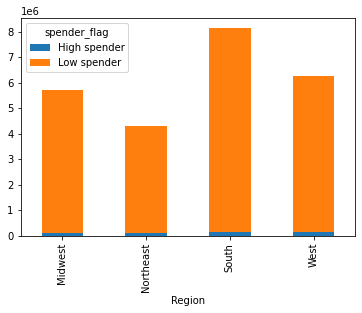 1e6
spender_flag
High spender
Low spender
8
7
6
5
4
3
2
1
0
Midwest
Northeast
South
West
Region